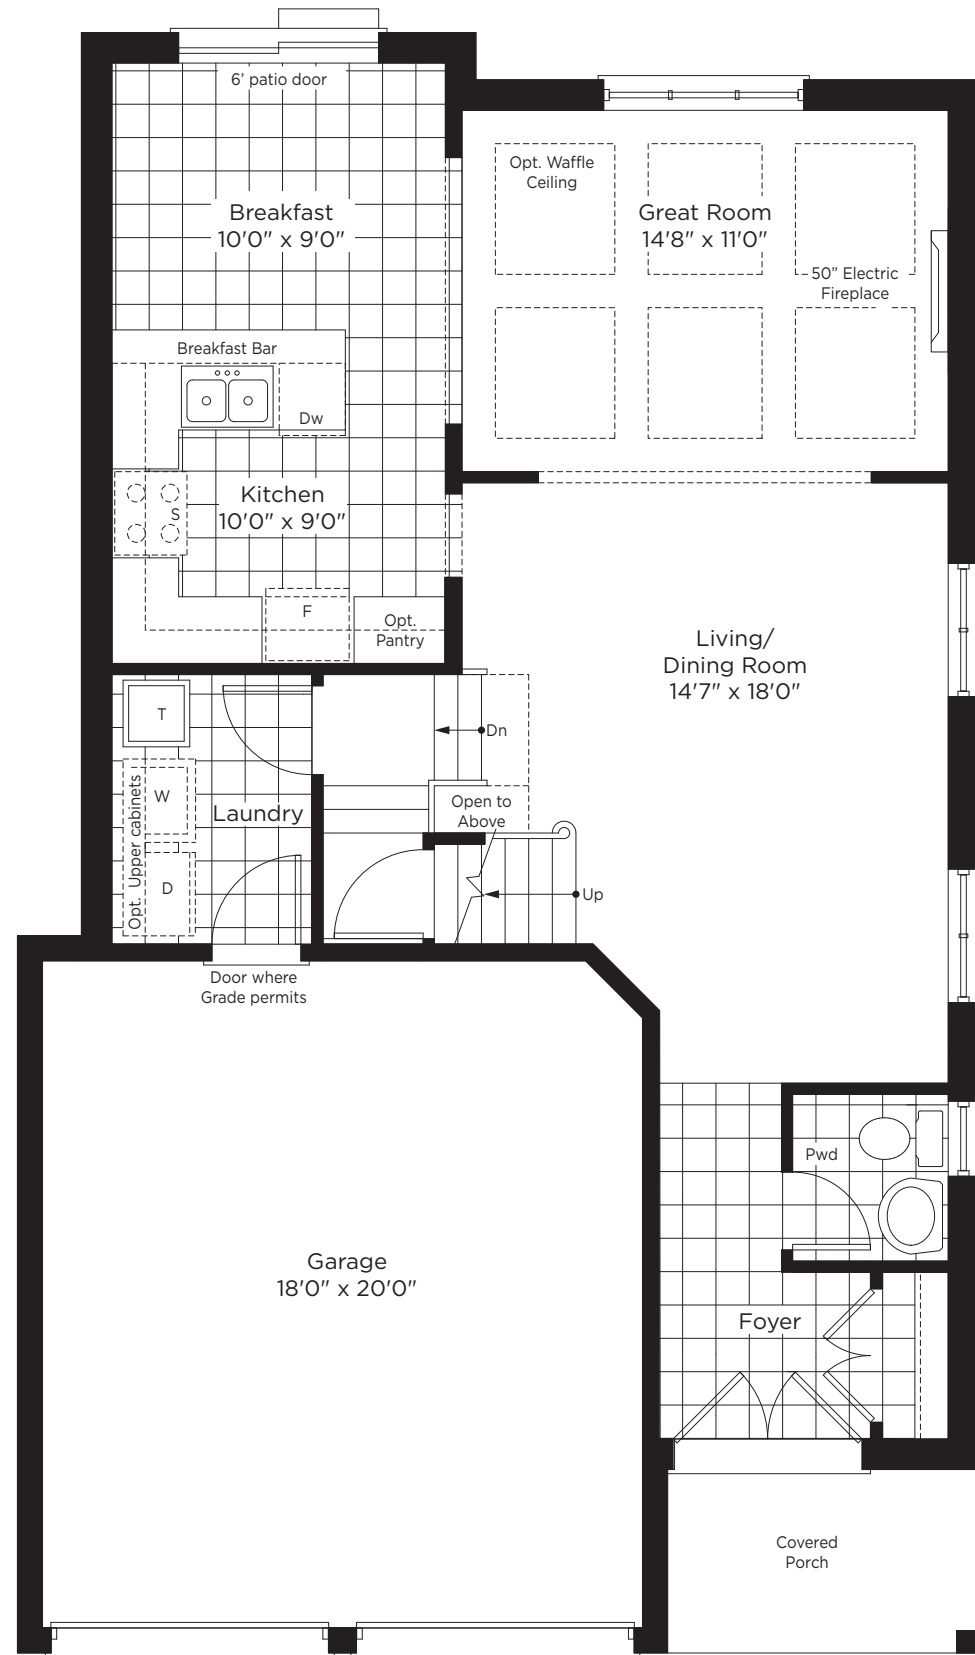 6’ patio door
Opt. Waffle
Ceiling
Breakfast
10'0" x 9'0"
Great Room
14'8" x 11'0"
50” Electric
Fireplace
Breakfast Bar
Dw
Kitchen
10'0" x 9'0"
S
F
Opt.
Pantry
Living/
Dining Room
14'7" x 18'0"
T
Dn
W
Opt. Upper cabinets
Laundry
Open to
Above
D
Up
Door where
Grade permits
Pwd
Garage
18'0" x 20'0"
Foyer
Covered
Porch